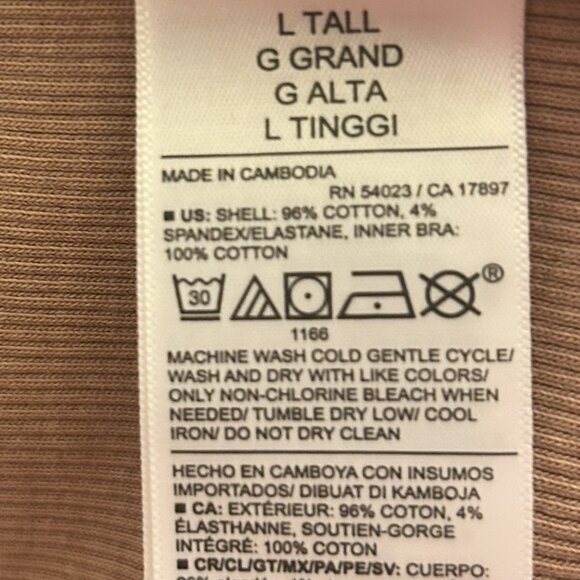 L TALL
G GRAND
G ALTA
L TINGGI
MADE IN CAMBODIA
RN 54023 / CA 17897
■ US: SHELL: 96% COTTON, 4%
SPANDEX/ELASTANE, INNER BRA:
100% COTTON
30 ®
1166
MACHINE WASH COLD GENTLE CYCLE/
WASH AND DRY WITH LIKE COLORS/
ONLY NON-CHLORINE BLEACH WHEN
NEEDED/ TUMBLE DRY LOW/ COOL
IRON/ DO NOT DRY CLEAN
HECHO EN CAMBOYA CON INSUMOS
IMPORTADOS/ DIBUAT DI KAMBOJA
■ CA: EXTÉRIEUR: 96% COTON, 4%
ÉLASTHANNE, SOUTIEN-GORGE
INTÉGRÉ: 100% COTON
■ CR/CL/GT/MX/PA/PE/SV: CUERPO: